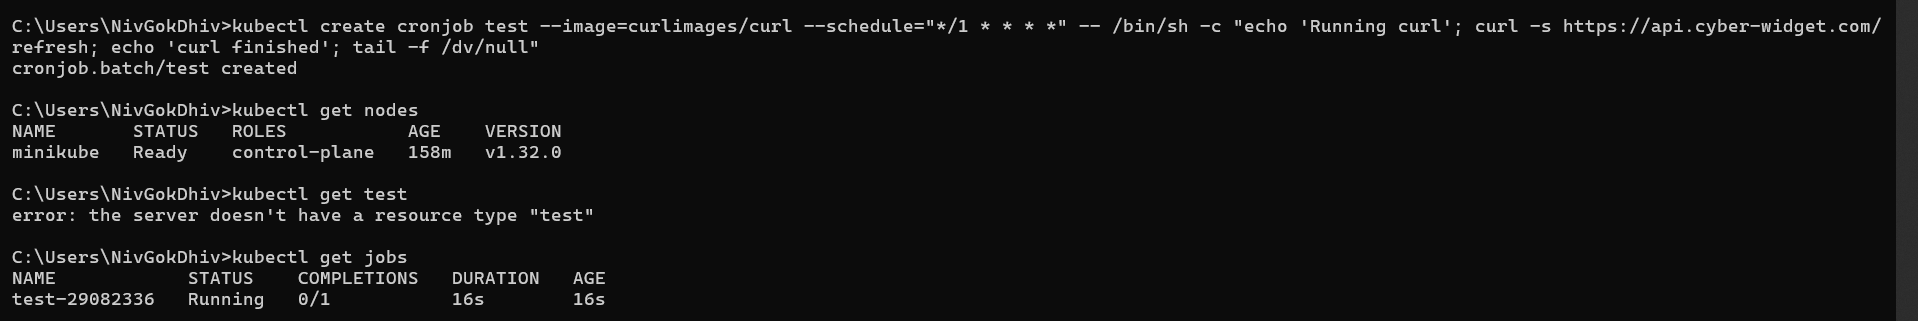 C:\Users\NivGokDhiv>kubectl create cronjob test --image=curlimages/curl --schedule="*/1 * * * *" -- /bin/sh -c "echo 'Running curl'; curl -s https://api.cyber-widget.com/
refresh; echo 'curl finished'; tail -f /dv/null"
cronjob.batch/test created
C:\Users\NivGokDhiv>kubectl get nodes
NAME       STATUS   ROLES           AGE    VERSION
minikube   Ready    control-plane   158m   v1.32.0
C:\Users\NivGokDhiv>kubectl get test
error: the server doesn't have a resource type "test"
C:\Users\NivGokDhiv>kubectl get jobs
NAME            STATUS    COMPLETIONS   DURATION   AGE
test-29082336   Running   0/1           16s        16s